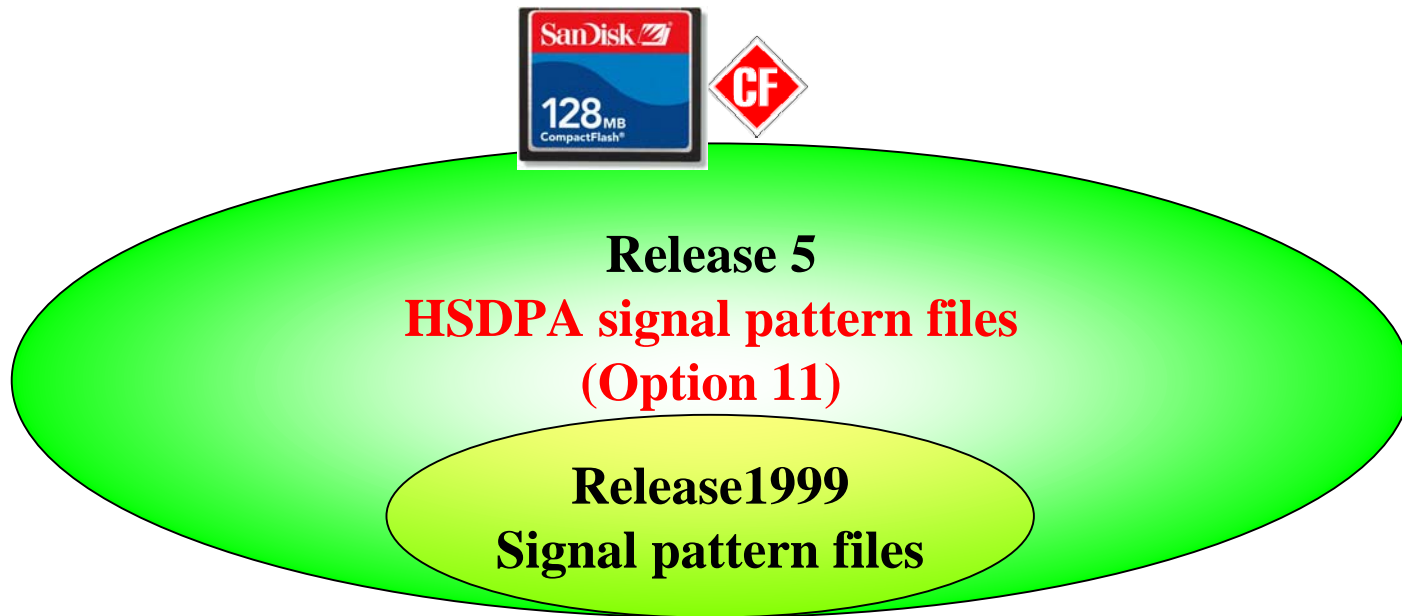 SanDisk
128MB
CompactFlash®
CF
Release 5
HSDPA signal pattern files
(Option 11)
Release1999
Signal pattern files